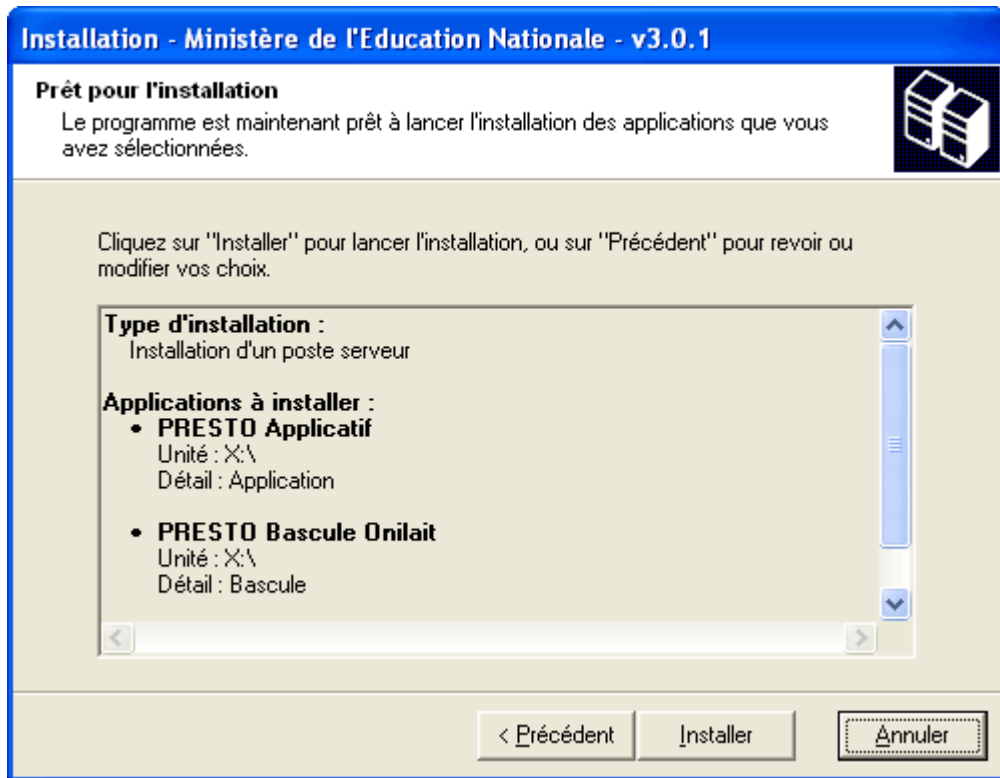 Installation - Ministère de l'Education Nationale - v3.0.1
Prêt pour l'installation
Le programme est maintenant prêt à lancer l'installation des applications que vous
avez sélectionnées.
Cliquez sur "Installer" pour lancer l'installation, ou sur "Précédent" pour revoir ou
modifier vos choix.
Type d'installation :
Installation d'un poste serveur
Applications à installer :
• PRESTO Applicatif
Unité : X:\
Détail : Application
• PRESTO Bascule Onilait
Unité : X:\
Détail : Bascule
< Précédent Installer Annuler